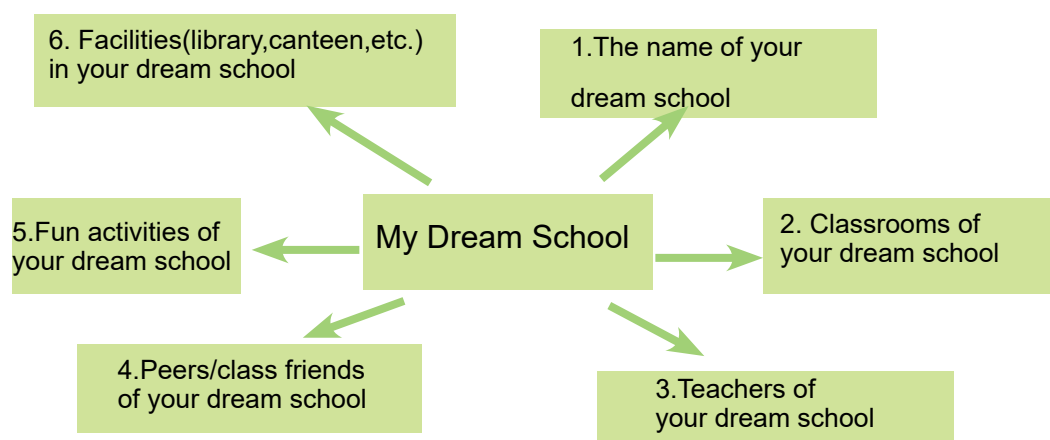 6. Facilities(library,canteen,etc.)
in your dream school
1.The name of your
dream school
My Dream School
5.Fun activities of
your dream school
2. Classrooms of
your dream school
4.Peers/class friends
of your dream school
3.Teachers of
your dream school